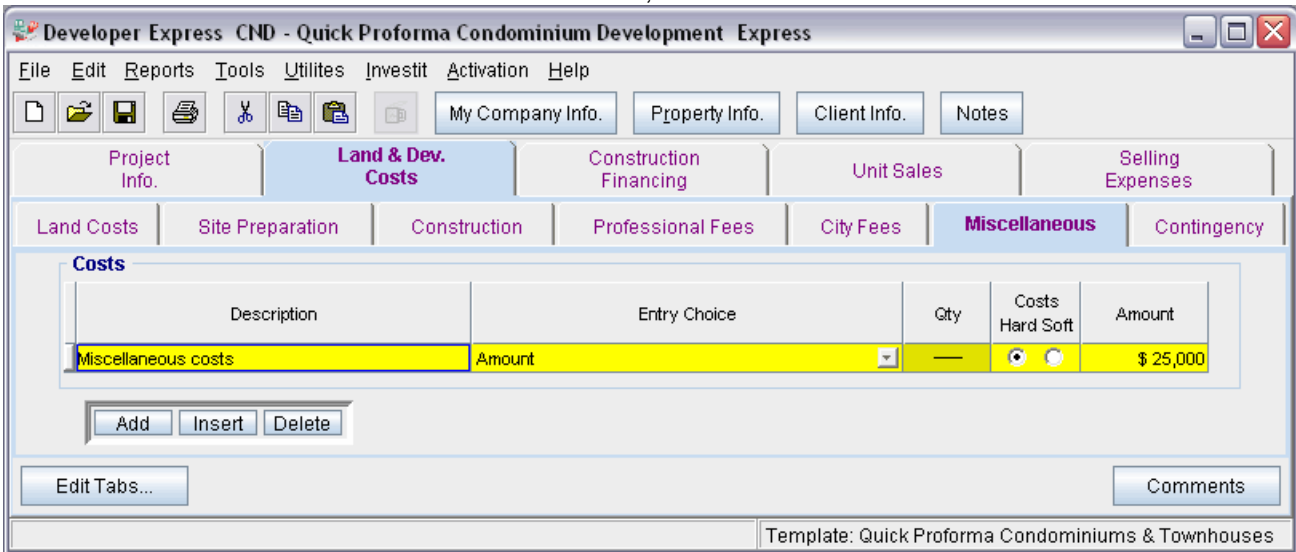 Developer Express CND - Quick Proforma Condominium Development Express
File Edit Reports Tools Utilites Investit Activation Help
My Company Info. Property Info. Client Info. Notes
Project Info.
Land & Dev. Costs
Construction Financing
Unit Sales
Selling Expenses
Land Costs Site Preparation Construction Professional Fees City Fees Miscellaneous Contingency
Costs
Description Entry Choice Qty Costs Hard Soft Amount
Miscellaneous costs Amount — $ 25,000
Add Insert Delete
Edit Tabs... Comments
Template: Quick Proforma Condominiums & Townhouses